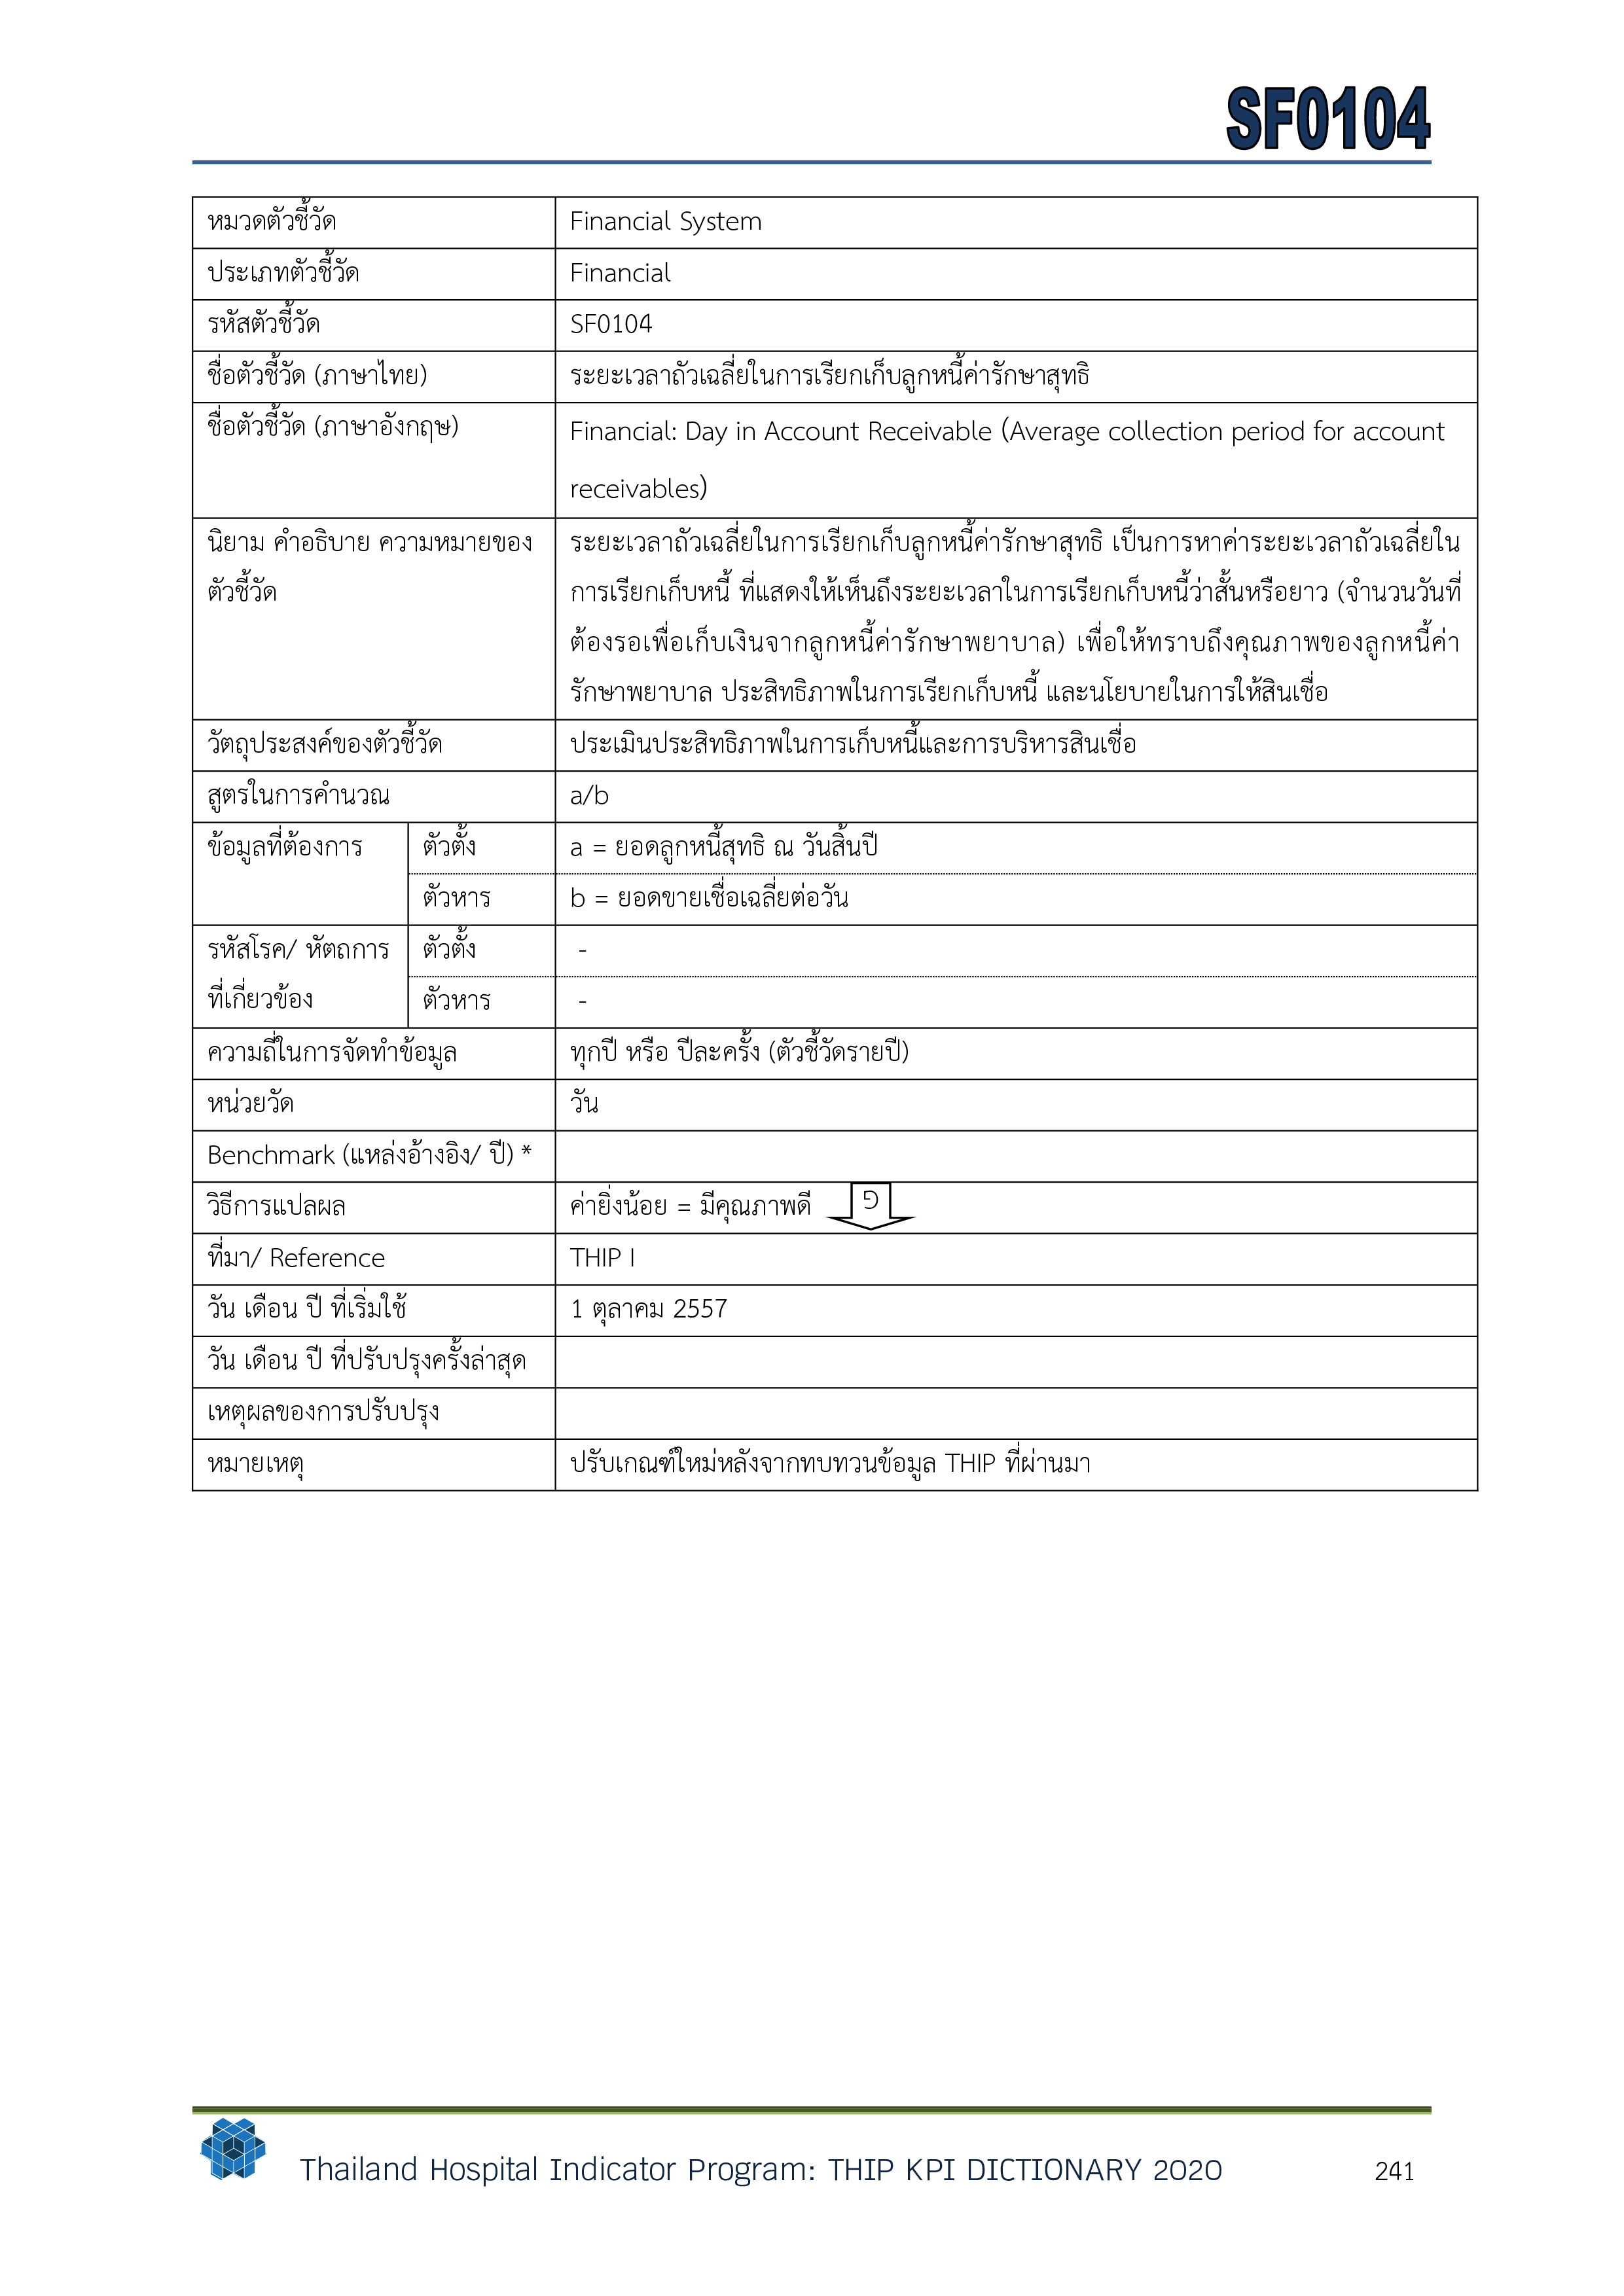 SF0104
หมวดตัวชี้วัด Financial System
ประเภทตัวชี้วัด Financial
รหัสตัวชี้วัด SF0104
ชื่อตัวชี้วัด (ภาษาไทย) ระยะเวลาถัวเฉลี่ยในการเรียกเก็บลูกหนี้ค่ารักษาสุทธิ
ชื่อตัวชี้วัด (ภาษาอังกฤษ) Financial: Day in Account Receivable (Average collection period for account
receivables)
นิยาม คำอธิบาย ความหมายของ ระยะเวลาถัวเฉลี่ยในการเรียกเก็บลูกหนี้ค่ารักษาสุทธิ เป็นการหาค่าระยะเวลาถัวเฉลี่ยใน
ตัวชี้วัด การเรียกเก็บหนี้ ที่แสดงให้เห็นถึงระยะเวลาในการเรียกเก็บหนี้ว่าสั้นหรือยาว (จำนวนวันที่
ต้องรอเพื่อเก็บเงินจากลูกหนี้ค่ารักษาพยาบาล) เพื่อให้ทราบถึงคุณภาพของลูกหนี้ค่า
รักษาพยาบาล ประสิทธิภาพในการเรียกเก็บหนี้ และนโยบายในการให้สินเชื่อ
วัตถุประสงค์ของตัวชี้วัด ประเมินประสิทธิภาพในการเก็บหนี้และการบริหารสินเชื่อ
สูตรในการคำนวณ a/b
ข้อมูลที่ต้องการ ตัวตั้ง a = ยอดลูกหนี้สุทธิ ณ วันสิ้นปี
ตัวหาร b = ยอดขายเชื่อเฉลี่ยต่อวัน
รหัสโรค/ หัตถการ ตัวตั้ง -
ที่เกี่ยวข้อง ตัวหาร -
ความถี่ในการจัดทำข้อมูล ทุกปี หรือ ปีละครั้ง (ตัวชี้วัดรายปี)
หน่วยวัด วัน
Benchmark (แหล่งอ้างอิง/ ปี) *
วิธีการแปลผล ค่ายิ่งน้อย = มีคุณภาพดี
ที่มา/ Reference THIP I
วัน เดือน ปี ที่เริ่มใช้ 1 ตุลาคม 2557
วัน เดือน ปี ที่ปรับปรุงครั้งล่าสุด
เหตุผลของการปรับปรุง
หมายเหตุ ปรับเกณฑ์ใหม่หลังจากทบทวนข้อมูล THIP ที่ผ่านมา
Thailand Hospital Indicator Program: THIP KPI DICTIONARY 2020 241